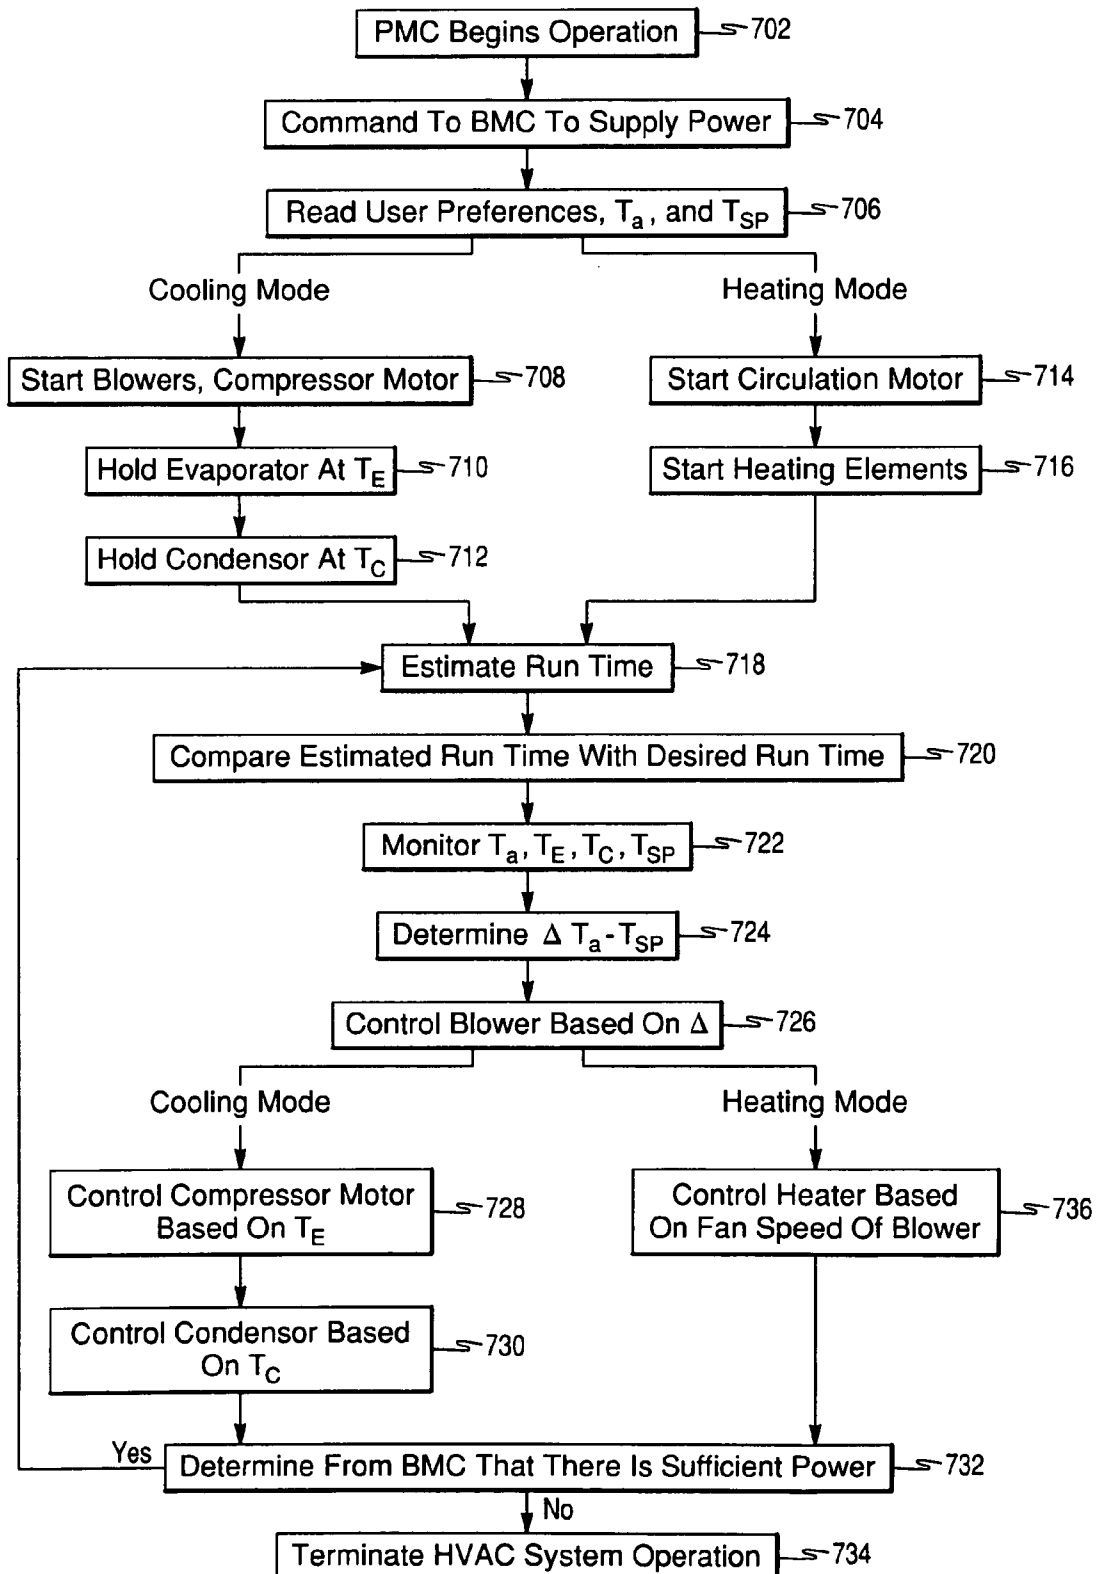 PMC Begins Operation 702
Command To BMC To Supply Power 704
Read User Preferences, Ta, and TSP 706
Cooling Mode
Heating Mode
Start Blowers, Compressor Motor 708
Start Circulation Motor 714
Hold Evaporator At TE 710
Start Heating Elements 716
Hold Condensor At TC 712
Estimate Run Time 718
Compare Estimated Run Time With Desired Run Time 720
Monitor Ta, TE, TC, TSP 722
Determine Δ Ta-TSP 724
Control Blower Based On Δ 726
Cooling Mode
Heating Mode
Control Compressor Motor
Based On TE
728
Control Heater Based
On Fan Speed Of Blower
736
Control Condensor Based
On TC
730
Yes
Determine From BMC That There Is Sufficient Power 732
No
Terminate HVAC System Operation 734